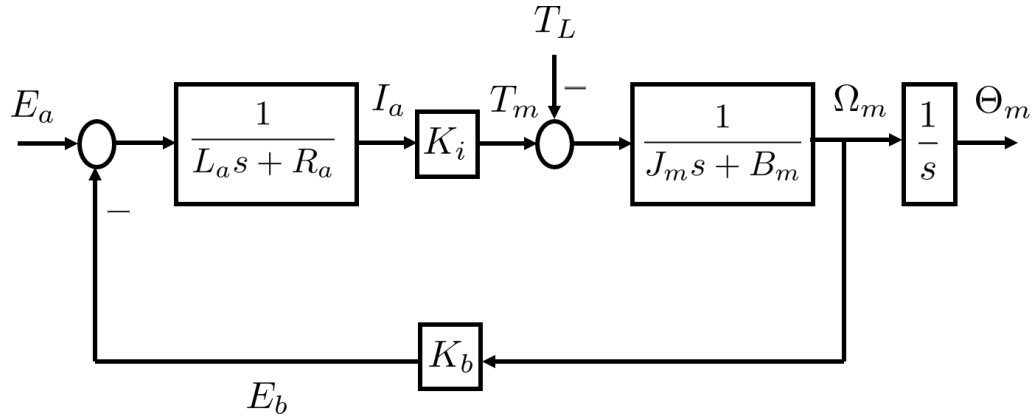 T_L
−
E_a
1
L_a s + R_a
I_a
K_i
T_m
1
J_m s + B_m
Ω_m
1
s
Θ_m
−
K_b
E_b